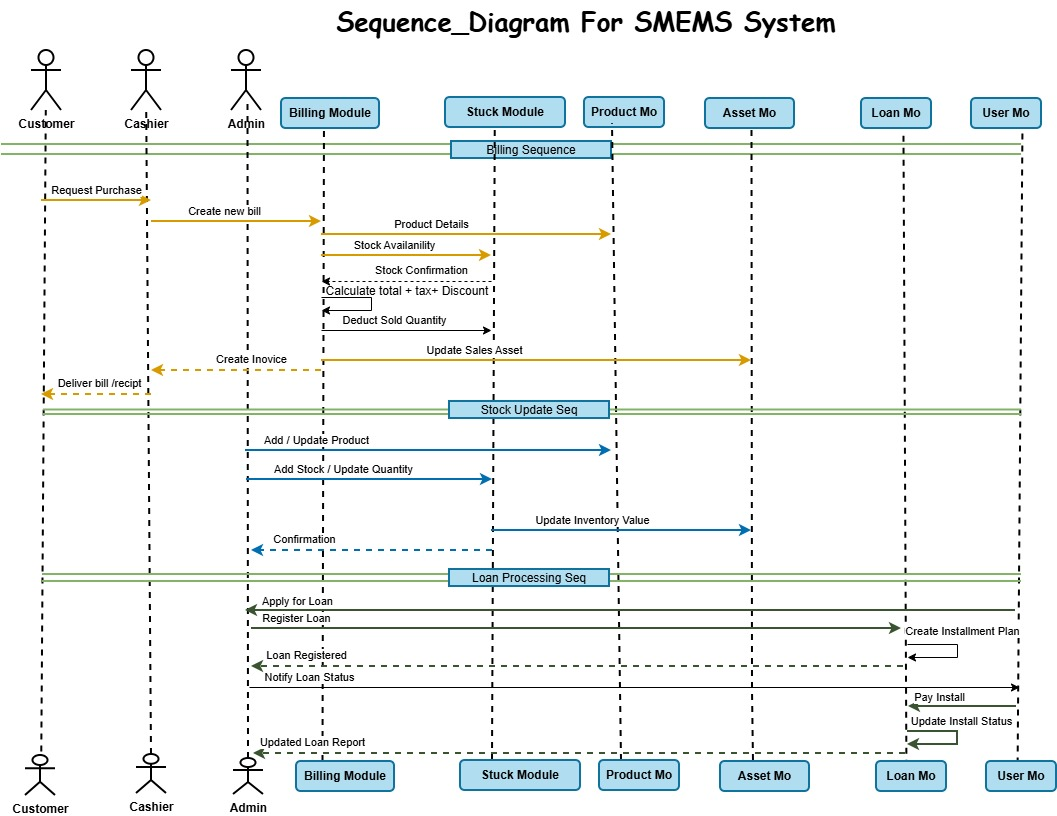 Sequence_Diagram For SMEMS System
Customer
Cashier
Admin
Billing Module
Stuck Module
Product Mo
Asset Mo
Loan Mo
User Mo
Billing Sequence
Request Purchase
Create new bill
Product Details
Stock Availanility
Stock Confirmation
Calculate total + tax+ Discount
Deduct Sold Quantity
Update Sales Asset
Create Inovice
Deliver bill /recipt
Stock Update Seq
Add / Update Product
Add Stock / Update Quantity
Update Inventory Value
Confirmation
Loan Processing Seq
Apply for Loan
Register Loan
Create Installment Plan
Loan Registered
Notify Loan Status
Pay Install
Update Install Status
Updated Loan Report
Customer
Cashier
Admin
Billing Module
Stuck Module
Product Mo
Asset Mo
Loan Mo
User Mo